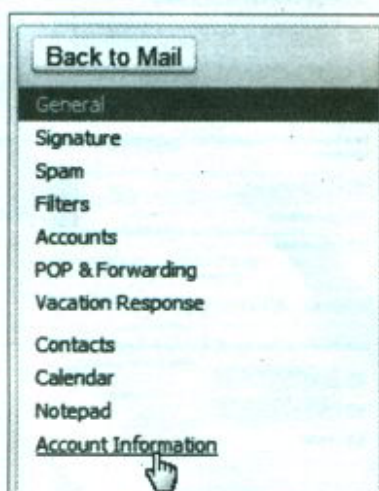 Back to Mail
General
Signature
Spam
Filters
Accounts
POP & Forwarding
Vacation Response
Contacts
Calendar
Notepad
Account Information